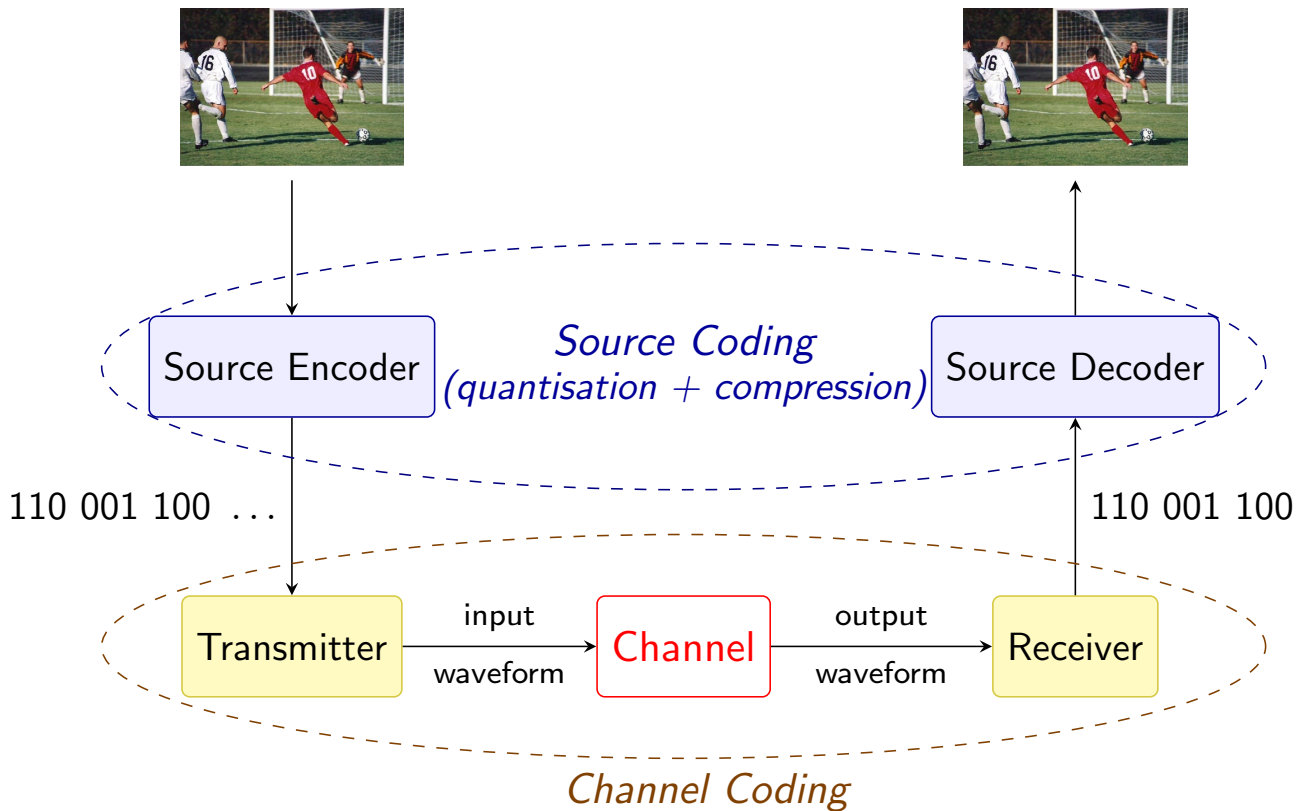 16
10
16
10
Source Encoder
Source Coding
(quantisation + compression)
Source Decoder
110 001 100 ...
110 001 100
Transmitter
input
waveform
Channel
output
waveform
Receiver
Channel Coding